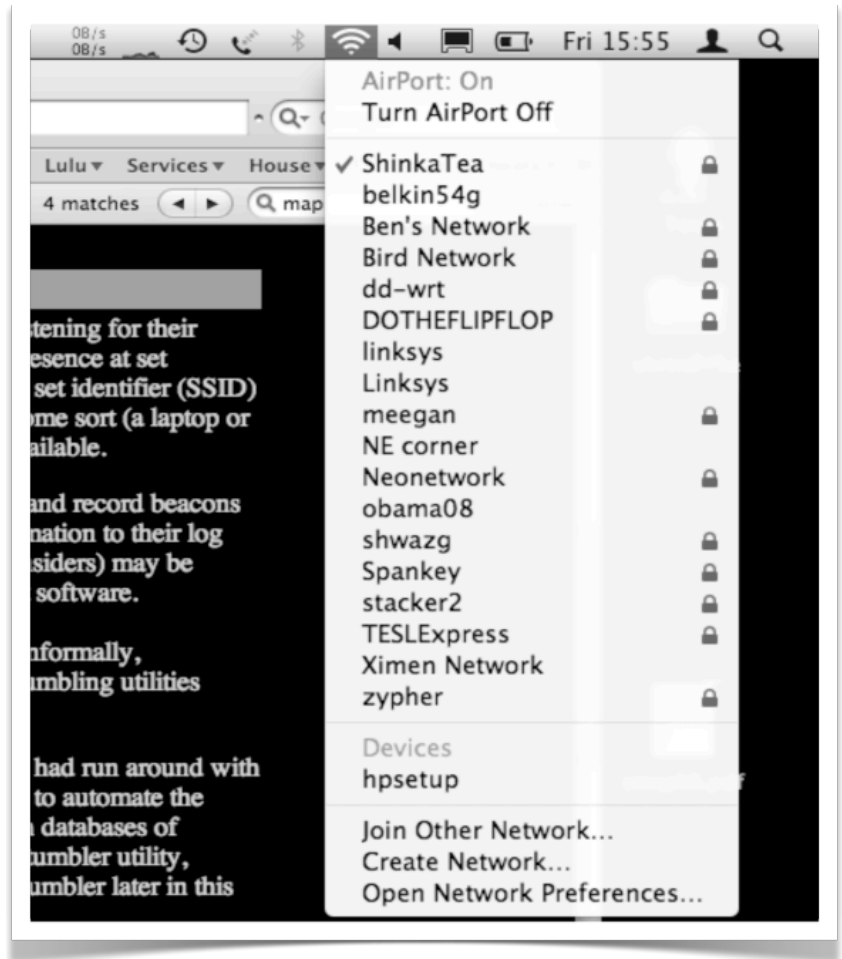 0B/s
0B/s
Fri 15:55
AirPort: On
Turn AirPort Off
Lulu Services House
4 matches
map
ShinkaTea
belkin54g
Ben's Network
Bird Network
dd-wrt
DOTHEFLIPFLOP
linksys
Linksys
meegan
NE corner
Neonetwork
obama08
shwazg
Spankey
stacker2
TESLExpress
Ximen Network
zypher
Devices
hpsetup
Join Other Network...
Create Network...
Open Network Preferences...
stening for their
esence at set
set identifier (SSID)
ome sort (a laptop or
ailable.
and record beacons
nation to their log
siders) may be
software.
nformally,
umbling utilities
had run around with
to automate the
databases of
umbler utility,
umbler later in this